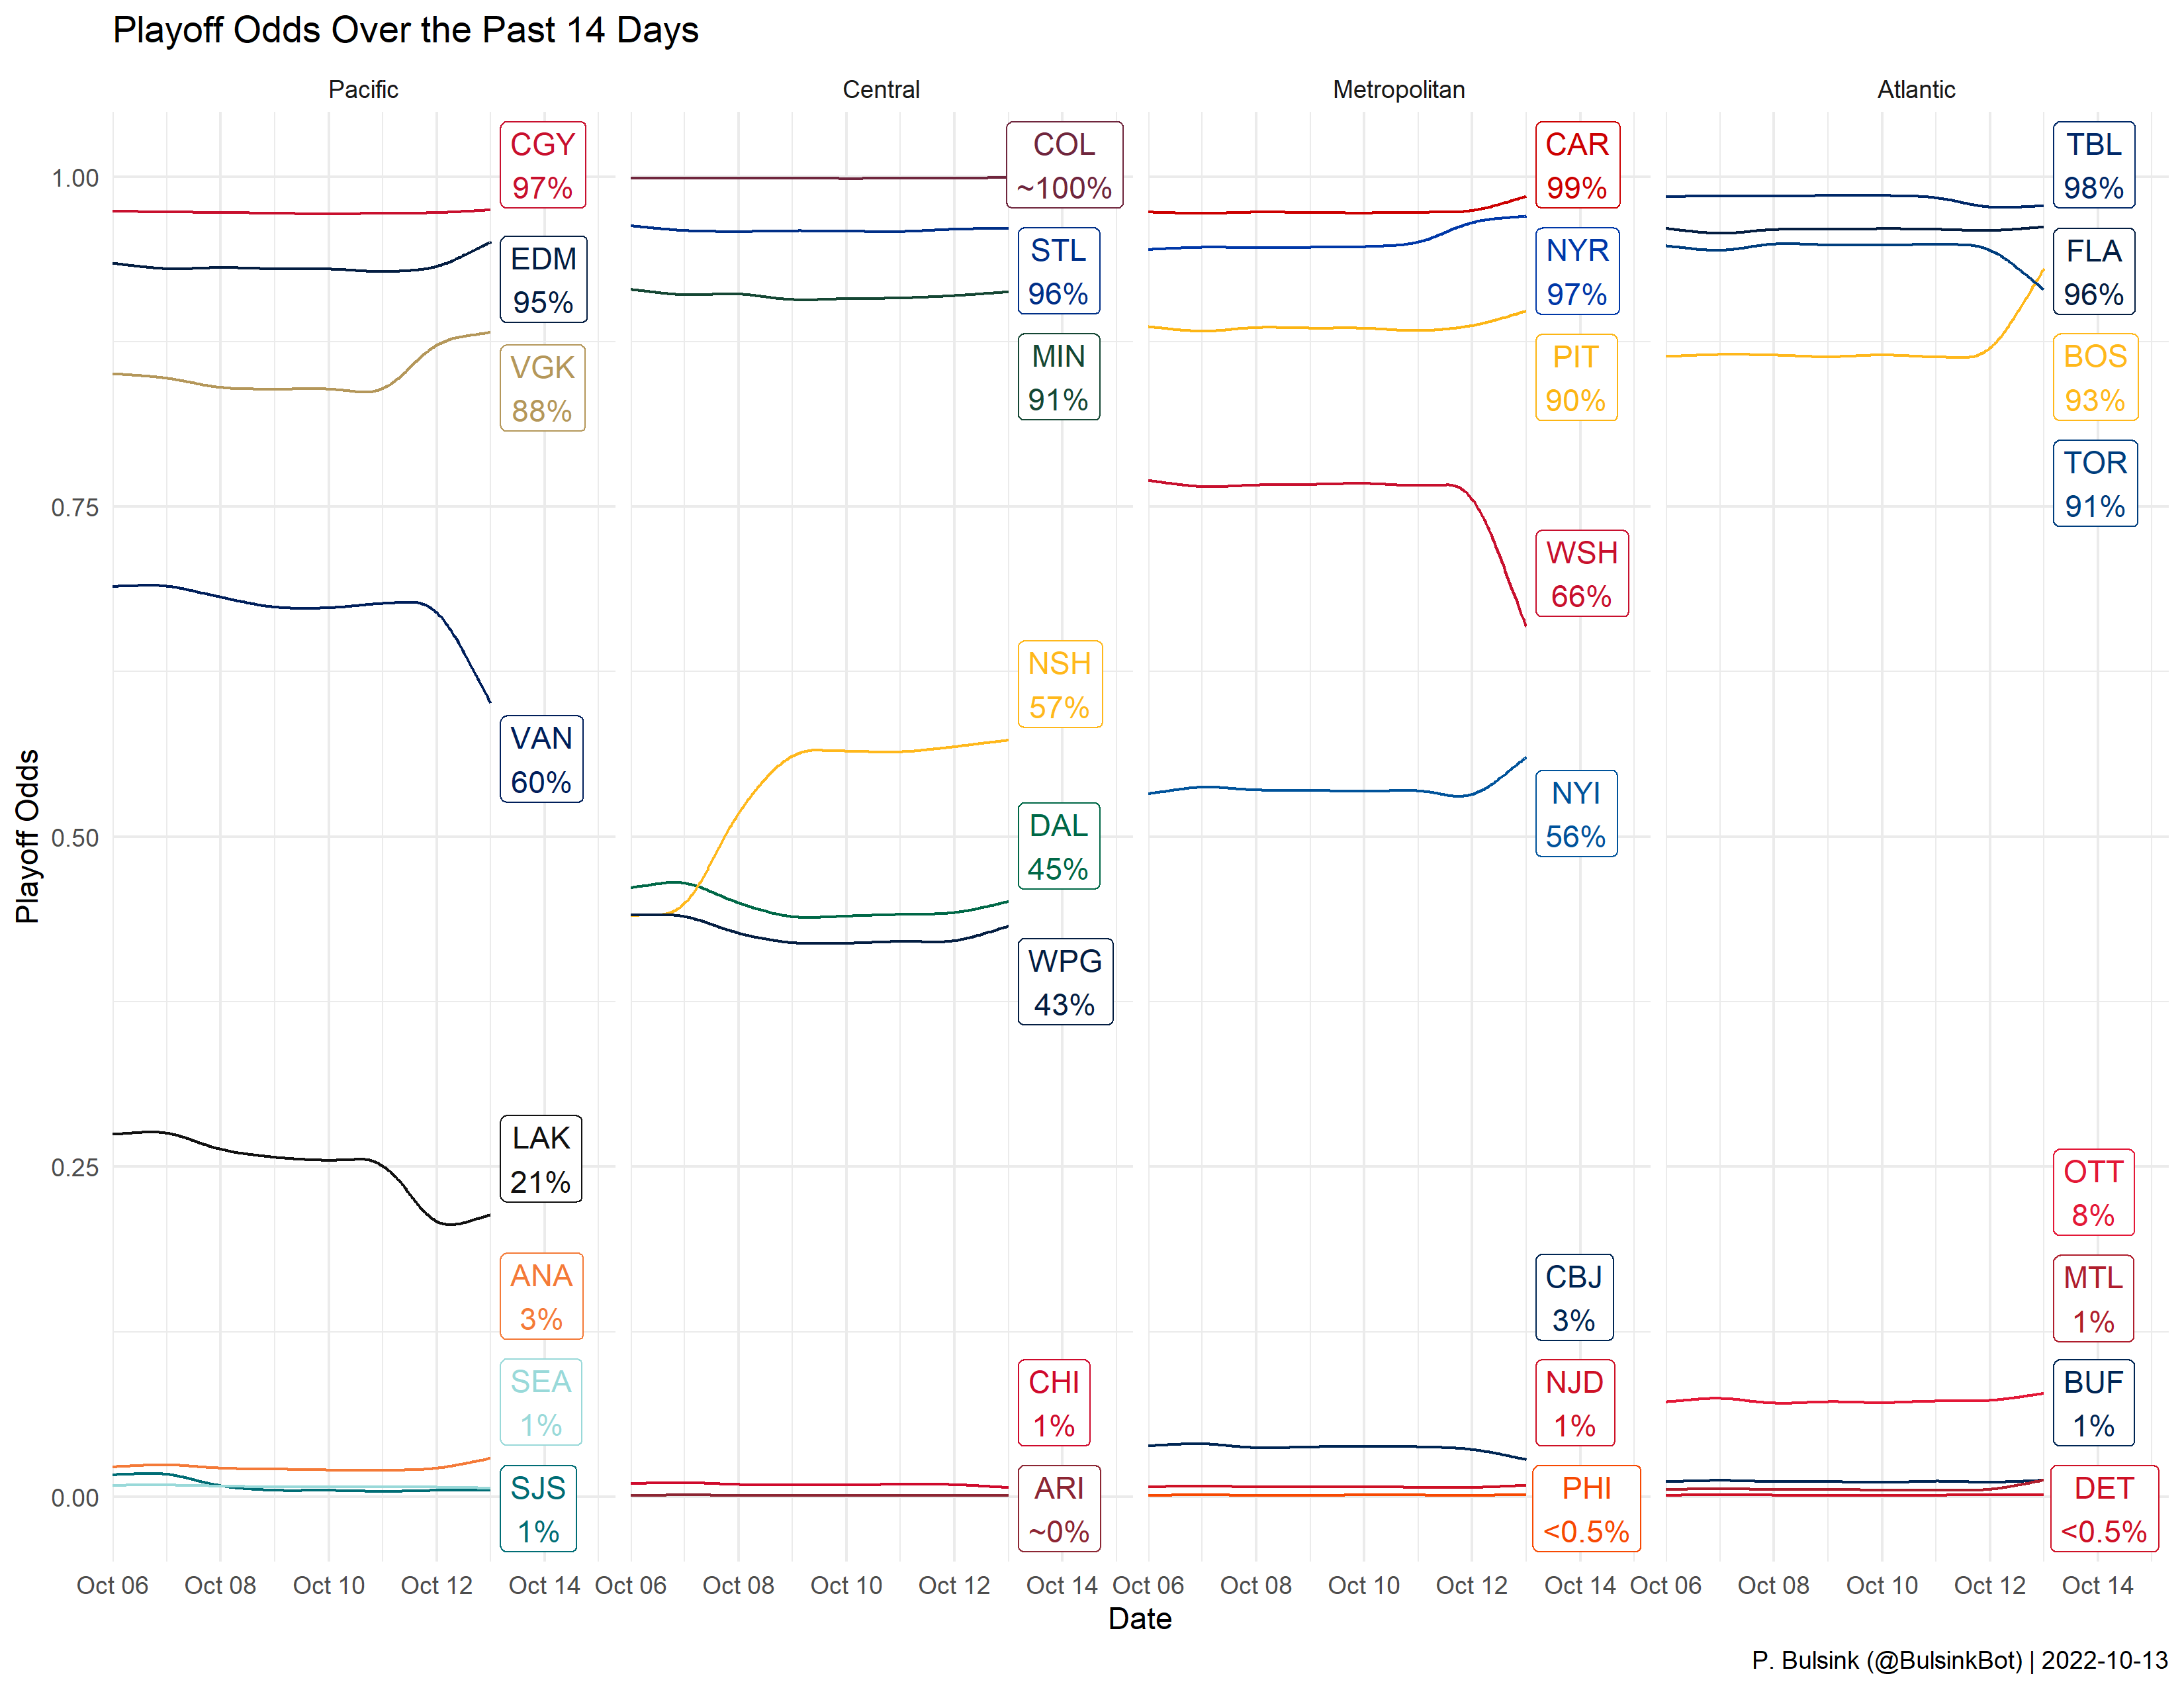 Playoff Odds Over the Past 14 Days
Pacific
Central
Metropolitan
Atlantic
Playoff Odds
1.00
0.75
0.50
0.25
0.00
CGY
97%
EDM
95%
VGK
88%
VAN
60%
LAK
21%
ANA
3%
SEA
1%
SJS
1%
COL
~100%
STL
96%
MIN
91%
NSH
57%
DAL
45%
WPG
43%
CHI
1%
ARI
~0%
CAR
99%
NYR
97%
PIT
90%
WSH
66%
NYI
56%
CBJ
3%
NJD
1%
PHI
<0.5%
TBL
98%
FLA
96%
BOS
93%
TOR
91%
OTT
8%
MTL
1%
BUF
1%
DET
<0.5%
Oct 06 Oct 08 Oct 10 Oct 12 Oct 14
Oct 06 Oct 08 Oct 10 Oct 12 Oct 14
Oct 06 Oct 08 Oct 10 Oct 12 Oct 14
Oct 06 Oct 08 Oct 10 Oct 12 Oct 14
Date
P. Bulsink (@BulsinkBot) | 2022-10-13